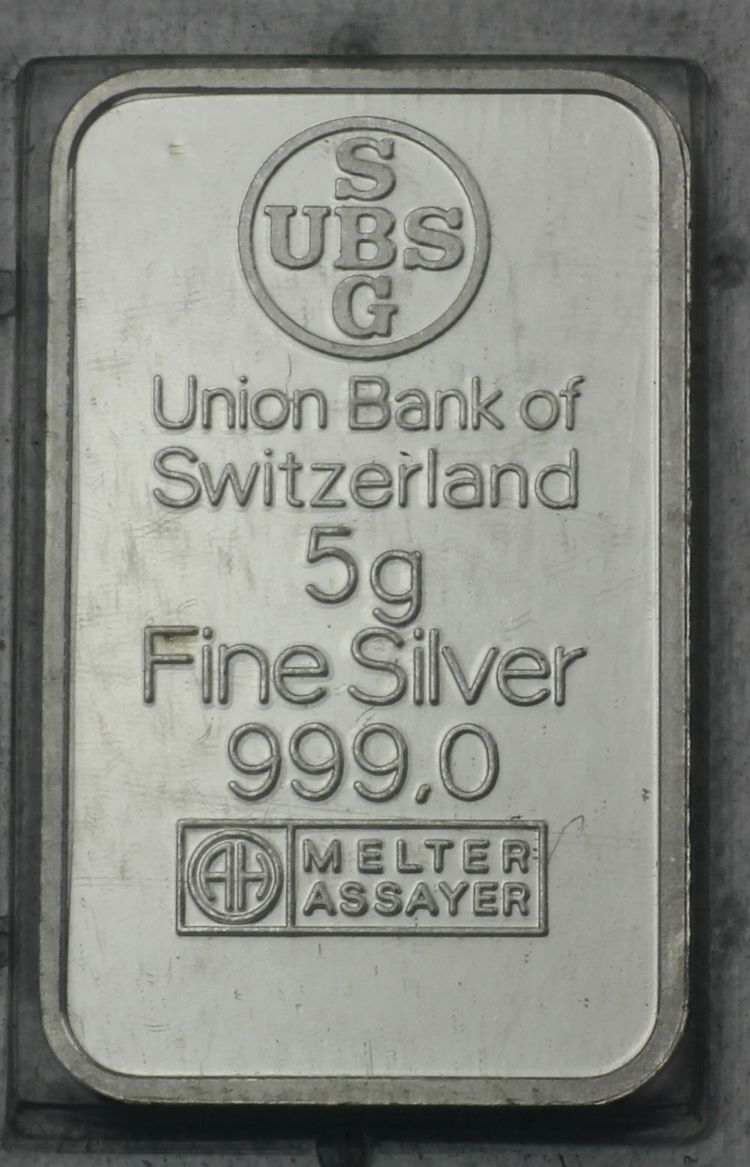 S
UBS
G
Union Bank of
Switzerland
5g
Fine Silver
999,0
AH
MELTER
ASSAYER